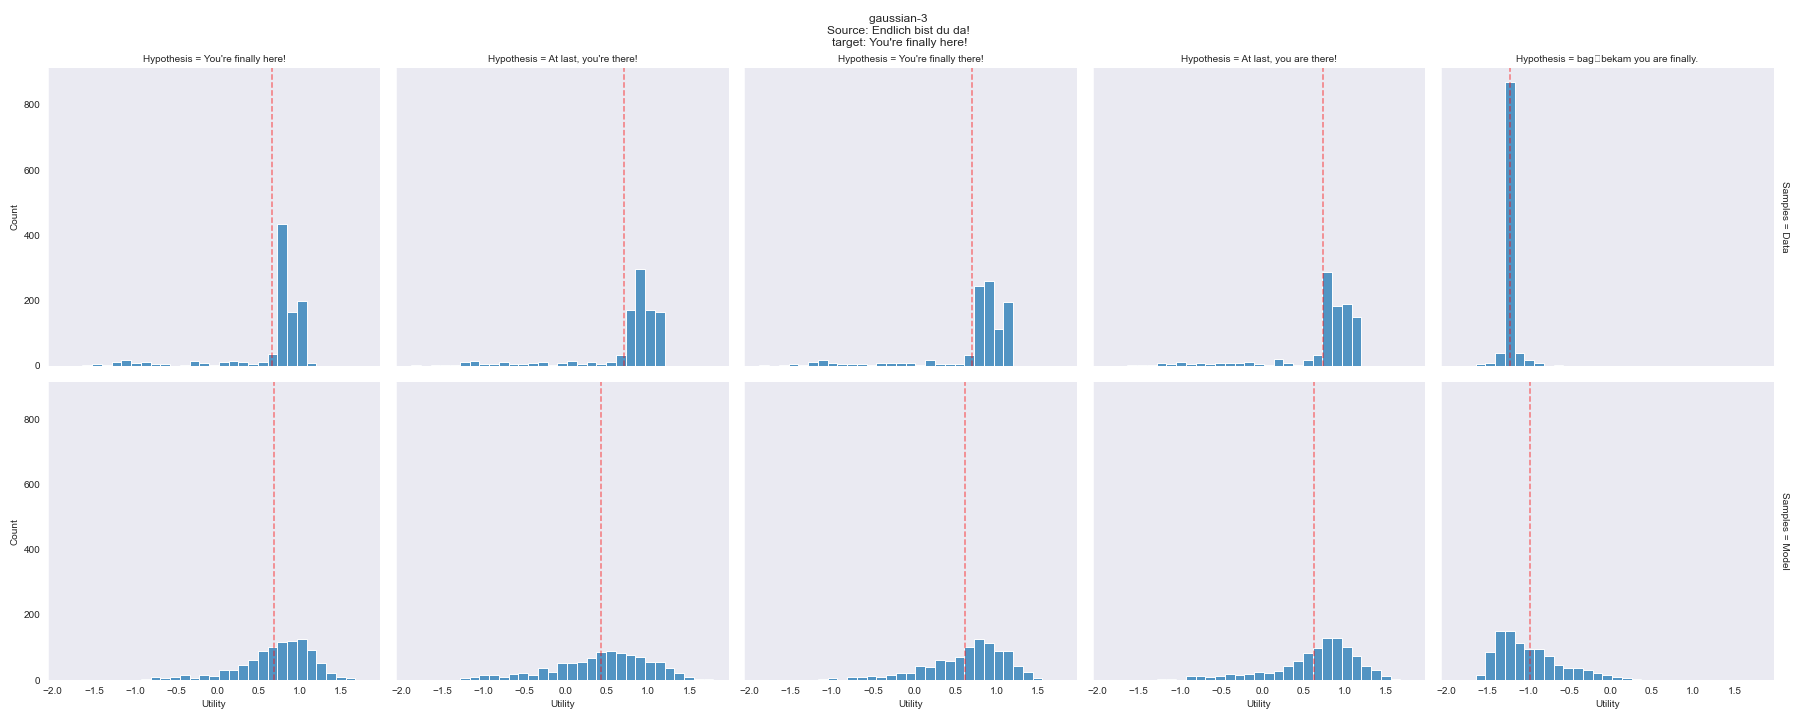 gaussian-3
Source: Endlich bist du da!
target: You're finally here!
Hypothesis = You're finally here!
Hypothesis = At last, you're there!
Hypothesis = You're finally there!
Hypothesis = At last, you are there!
Hypothesis = bag▯bekam you are finally.
800
600
400
200
0
Count
Samples = Data
800
600
400
200
0
Count
Samples = Model
−2.0 −1.5 −1.0 −0.5 0.0 0.5 1.0 1.5
−2.0 −1.5 −1.0 −0.5 0.0 0.5 1.0 1.5
−2.0 −1.5 −1.0 −0.5 0.0 0.5 1.0 1.5
−2.0 −1.5 −1.0 −0.5 0.0 0.5 1.0 1.5
−2.0 −1.5 −1.0 −0.5 0.0 0.5 1.0 1.5
Utility
Utility
Utility
Utility
Utility